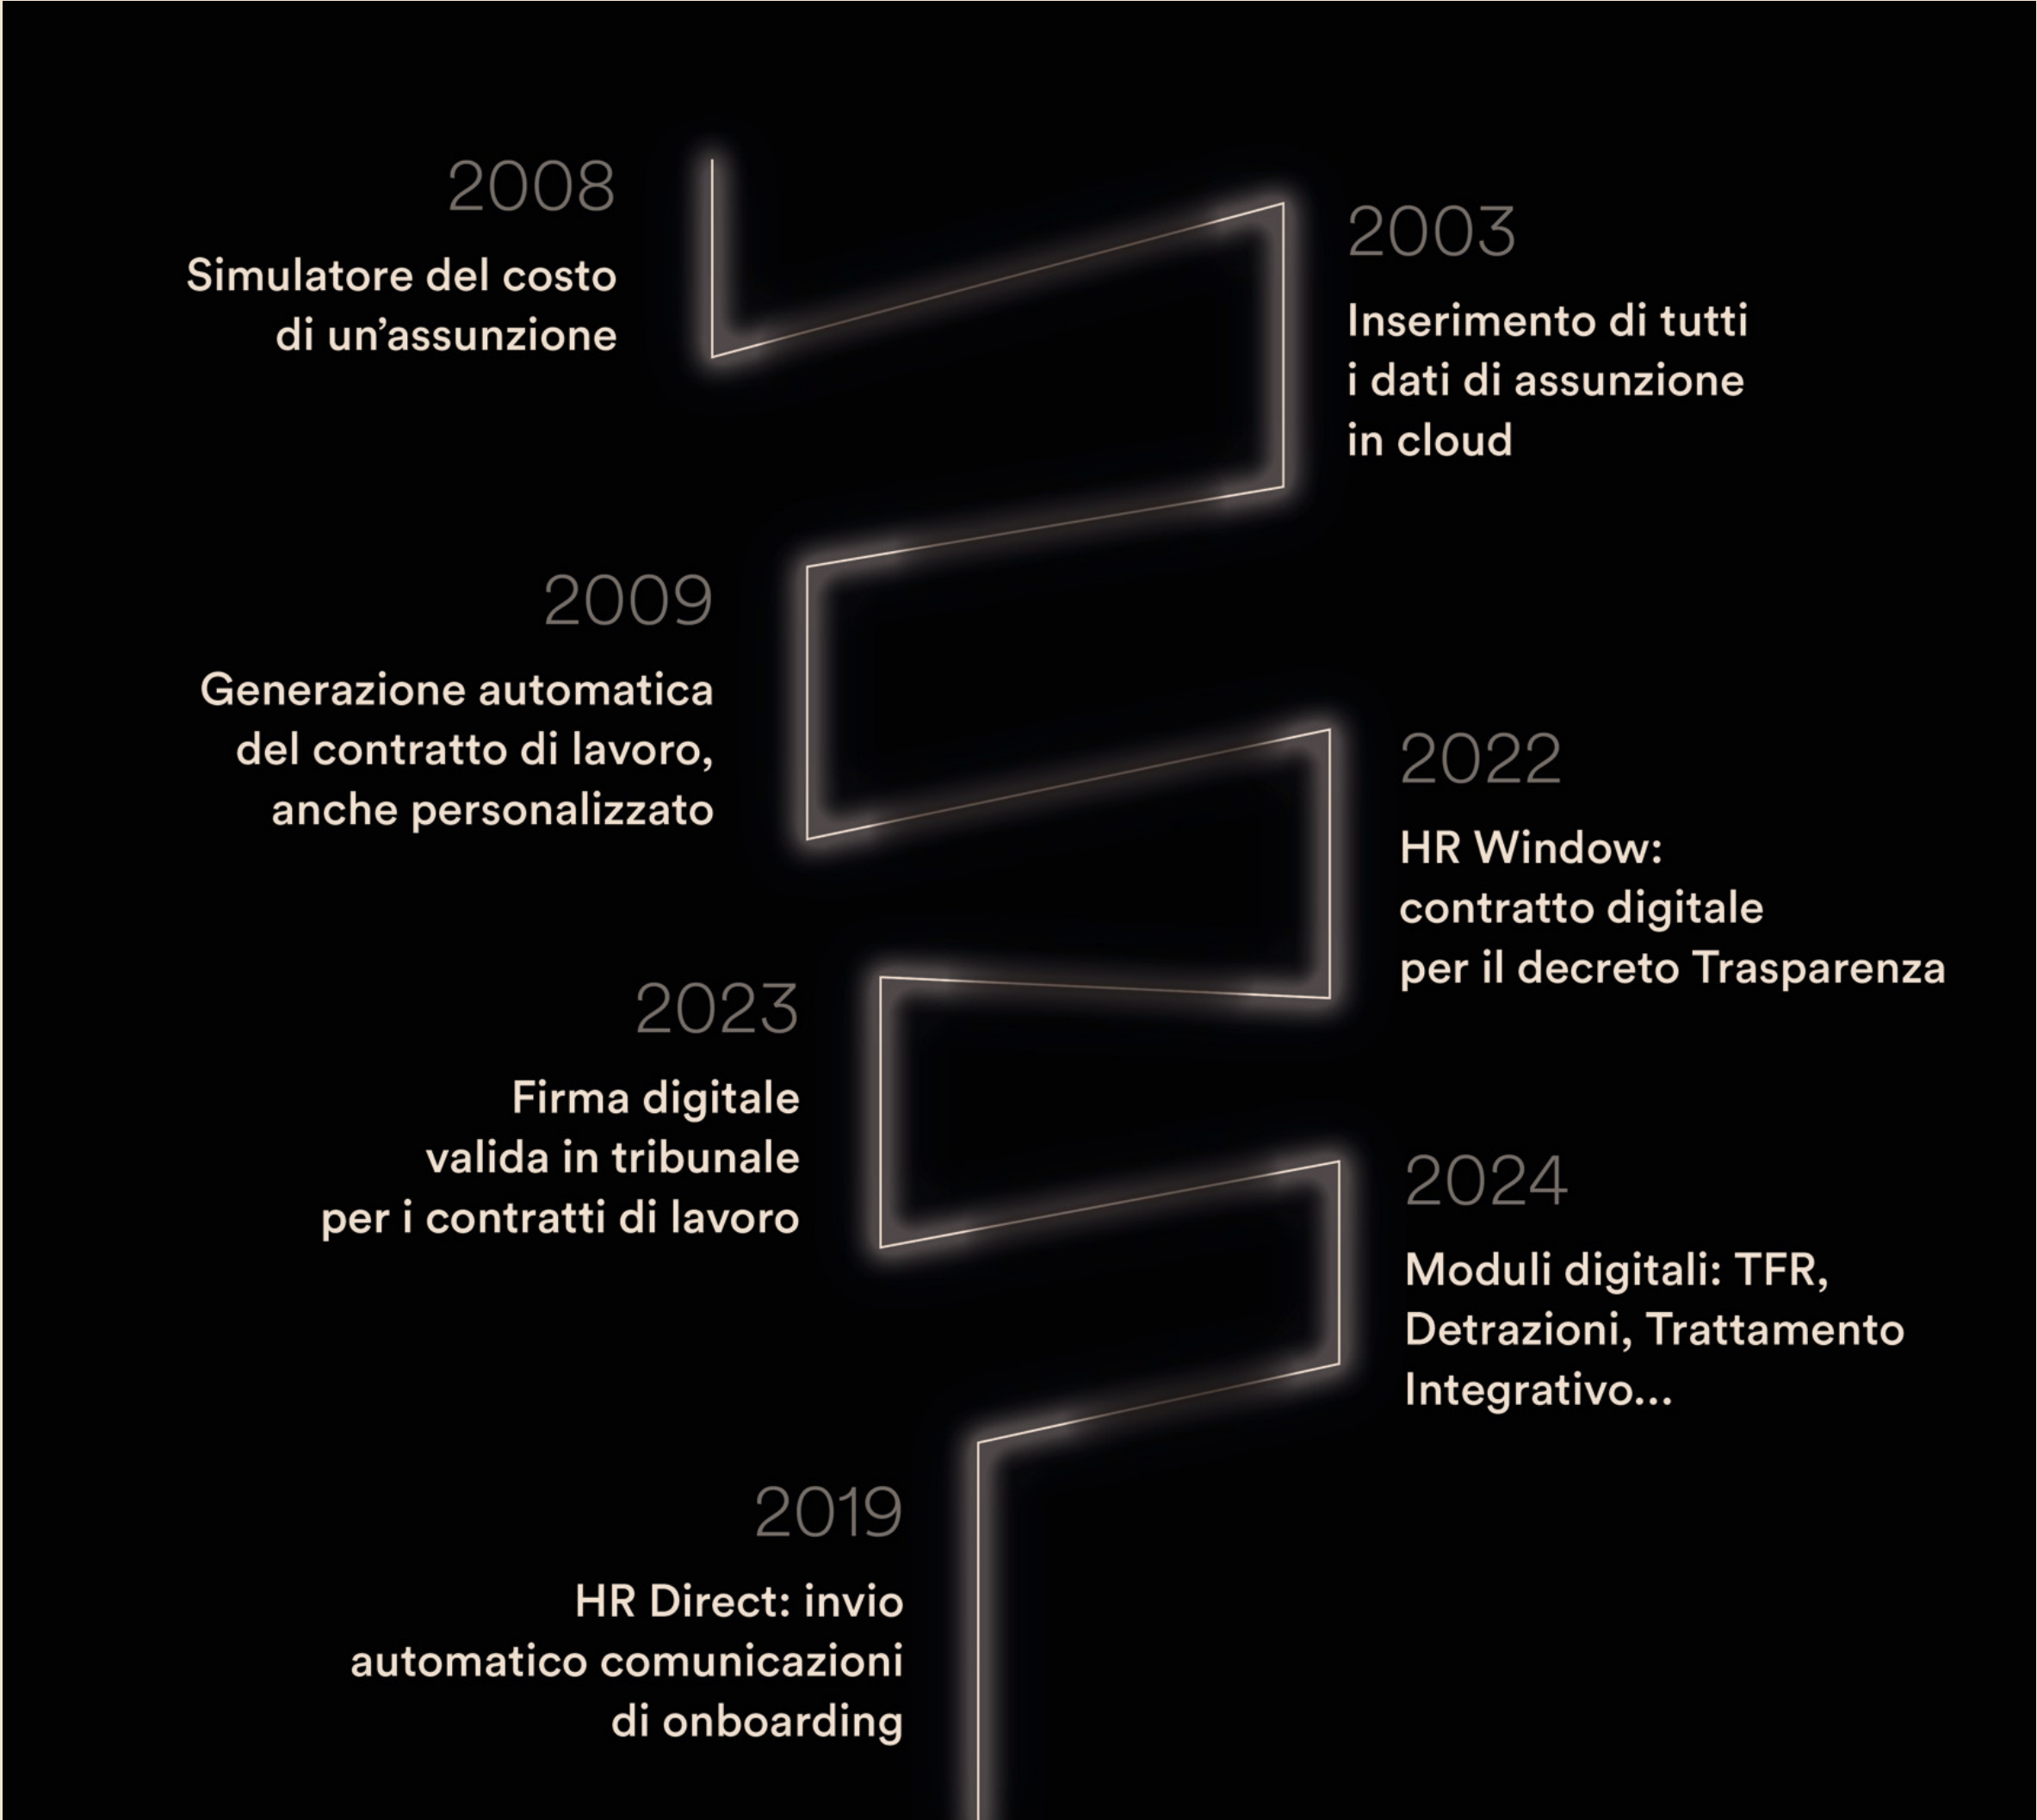 2008
Simulatore del costo
di un’assunzione
2003
Inserimento di tutti
i dati di assunzione
in cloud
2009
Generazione automatica
del contratto di lavoro,
anche personalizzato
2022
HR Window:
contratto digitale
per il decreto Trasparenza
2023
Firma digitale
valida in tribunale
per i contratti di lavoro
2024
Moduli digitali: TFR,
Detrazioni, Trattamento
Integrativo...
2019
HR Direct: invio
automatico comunicazioni
di onboarding